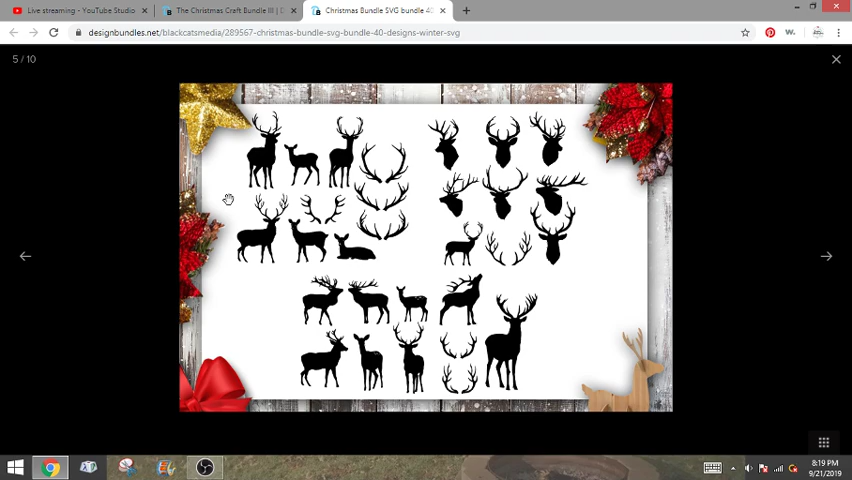 Live streaming - YouTube Studio
The Christmas Craft Bundle III | D
Christmas Bundle SVG bundle 40
designbundles.net/blackcatsmedia/289567-christmas-bundle-svg-bundle-40-designs-winter-svg
5 / 10
8:19 PM
9/21/2019